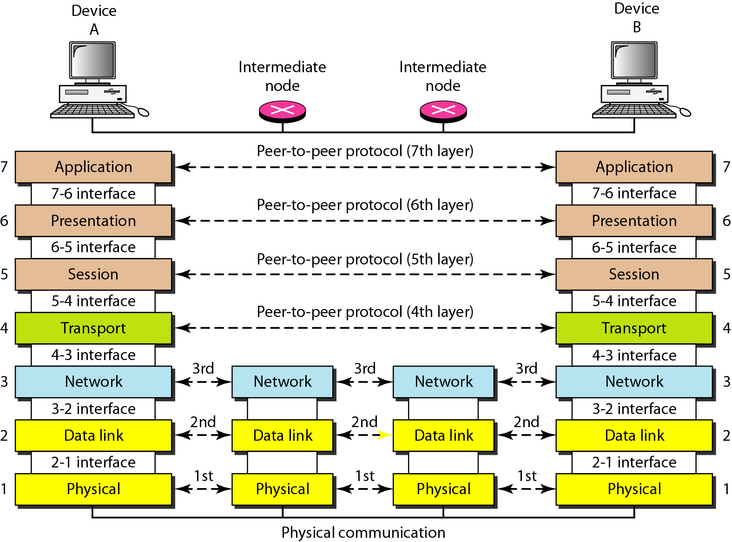 Device
A
Device
B
Intermediate
node
Intermediate
node
Peer-to-peer protocol (7th layer)
7 Application Application 7
7-6 interface 7-6 interface
Peer-to-peer protocol (6th layer)
6 Presentation Presentation 6
6-5 interface 6-5 interface
Peer-to-peer protocol (5th layer)
5 Session Session 5
5-4 interface 5-4 interface
Peer-to-peer protocol (4th layer)
4 Transport Transport 4
4-3 interface 4-3 interface
3rd 3rd 3rd
3 Network Network Network Network 3
3-2 interface 3-2 interface
2nd 2nd 2nd
2 Data link Data link Data link Data link 2
2-1 interface 2-1 interface
1st 1st 1st
1 Physical Physical Physical Physical 1
Physical communication